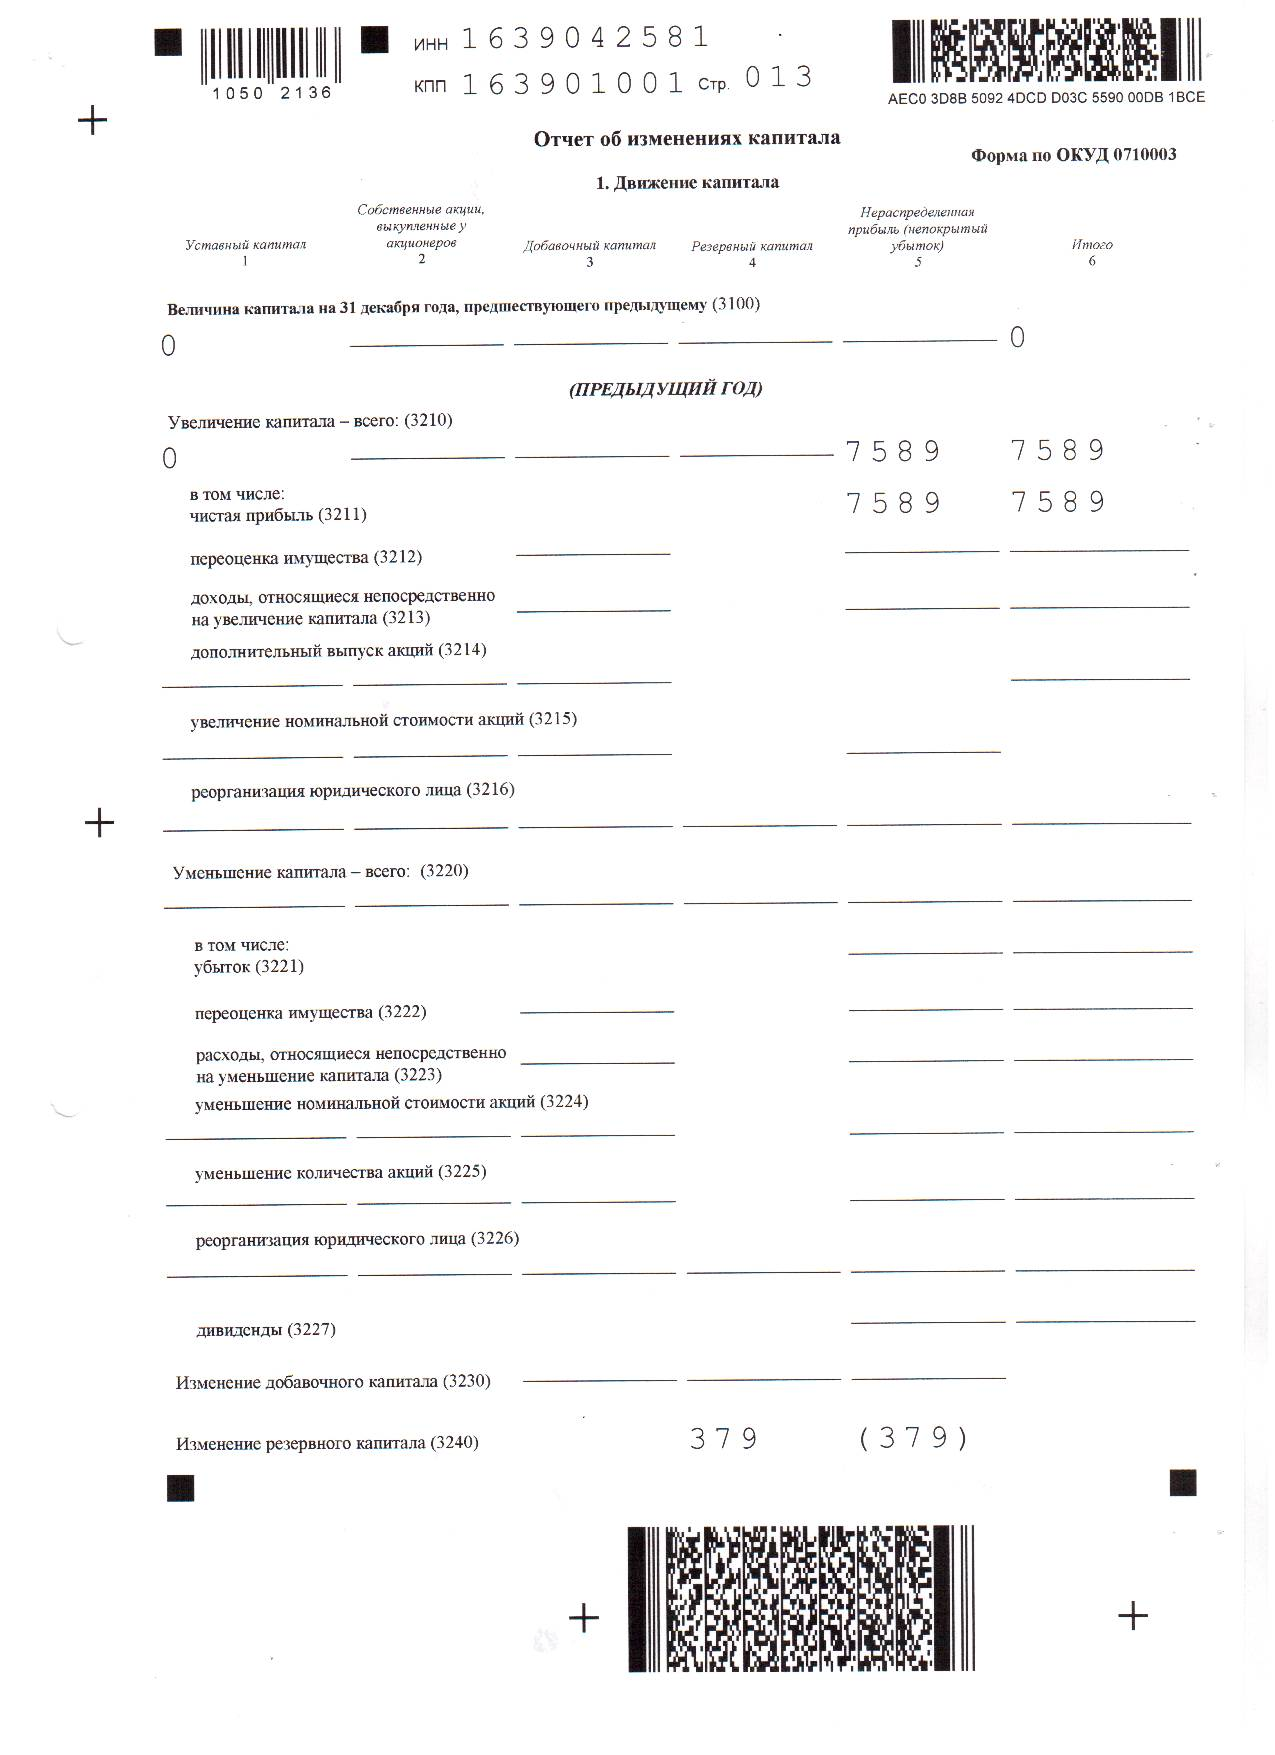 ИНН 1639042581
1050 2136
КПП 163901001 Стр. 013
AEC0 3D8B 5092 4DCD D03C 5590 00DB 1BCE
Отчет об изменениях капитала
Форма по ОКУД 0710003
1. Движение капитала
Уставный капитал
1
Собственные акции,
выкупленные у
акционеров
2
Добавочный капитал
3
Резервный капитал
4
Нераспределенная
прибыль (непокрытый
убыток)
5
Итого
6
Величина капитала на 31 декабря года, предшествующего предыдущему (3100)
0 0
(ПРЕДЫДУЩИЙ ГОД)
Увеличение капитала – всего: (3210)
0 7589 7589
в том числе:
чистая прибыль (3211) 7589 7589
переоценка имущества (3212)
доходы, относящиеся непосредственно
на увеличение капитала (3213)
дополнительный выпуск акций (3214)
увеличение номинальной стоимости акций (3215)
реорганизация юридического лица (3216)
Уменьшение капитала – всего: (3220)
в том числе:
убыток (3221)
переоценка имущества (3222)
расходы, относящиеся непосредственно
на уменьшение капитала (3223)
уменьшение номинальной стоимости акций (3224)
уменьшение количества акций (3225)
реорганизация юридического лица (3226)
дивиденды (3227)
Изменение добавочного капитала (3230)
Изменение резервного капитала (3240) 379 (379)